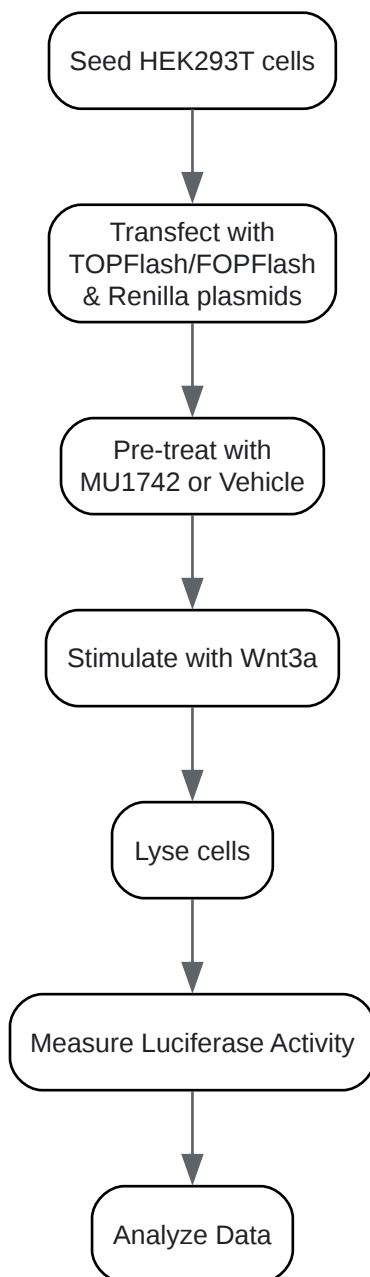 Seed HEK293T cells
Transfect with
TOPFlash/FOPFlash
& Renilla plasmids
Pre-treat with
MU1742 or Vehicle
Stimulate with Wnt3a
Lyse cells
Measure Luciferase Activity
Analyze Data